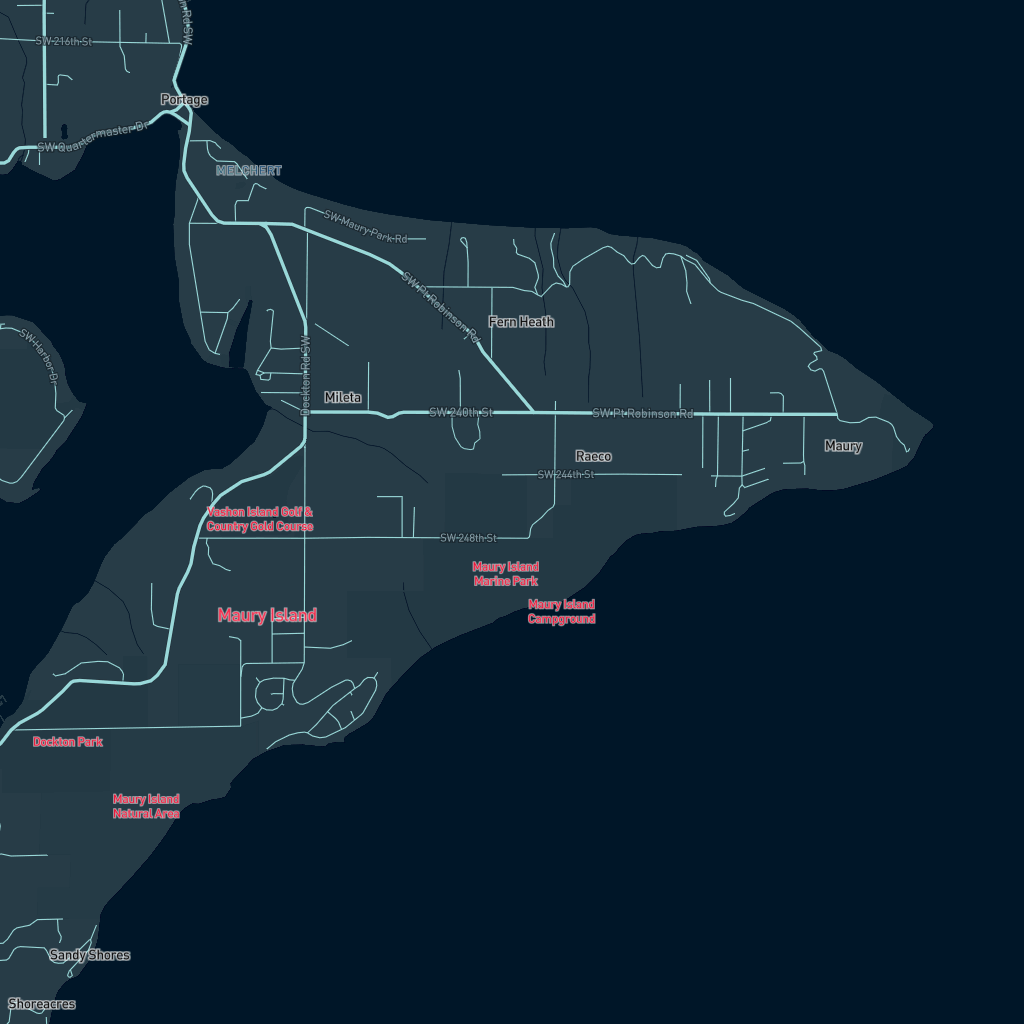 n Rd SW
SW 216th St
Portage
SW Quartermaster Dr
MELCHERT
SW Maury Park Rd
SW Pt Robinson Rd
Fern Heath
SW Harbor Dr
Dockton Rd SW
Mileta
SW 240th St
SW Pt Robinson Rd
Maury
Raeco
SW 244th St
Vashon Island Golf &
Country Gold Course
SW 248th St
Maury Island
Marine Park
Maury Island
Campground
Maury Island
Dockton Park
Maury Island
Natural Area
Sandy Shores
Shoreacres